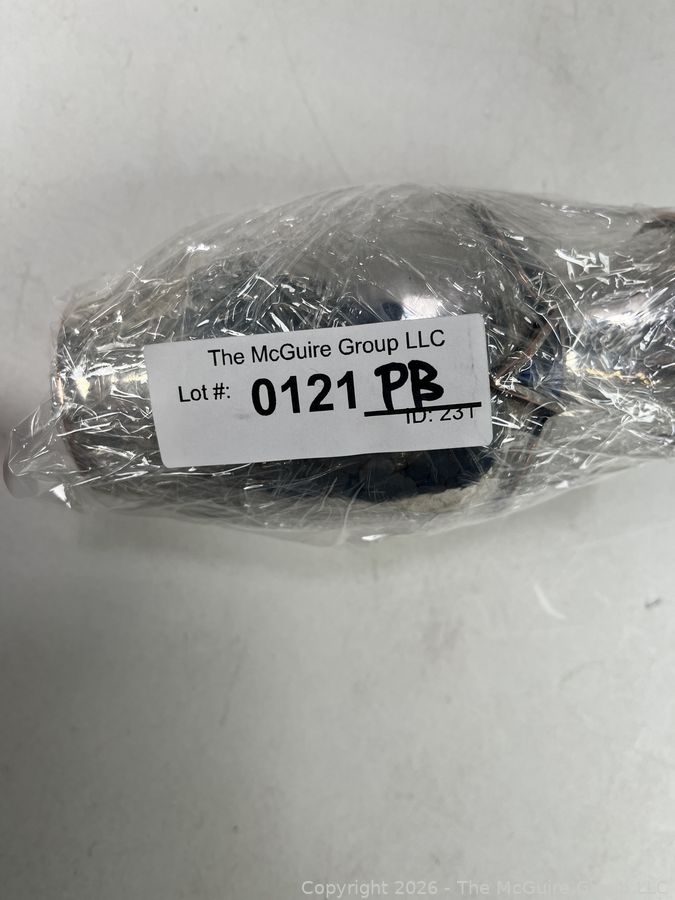 The McGuire Group LLC
Lot #: 0121 PB
ID: 231
Copyright 2026 - The McGuire Group LLC